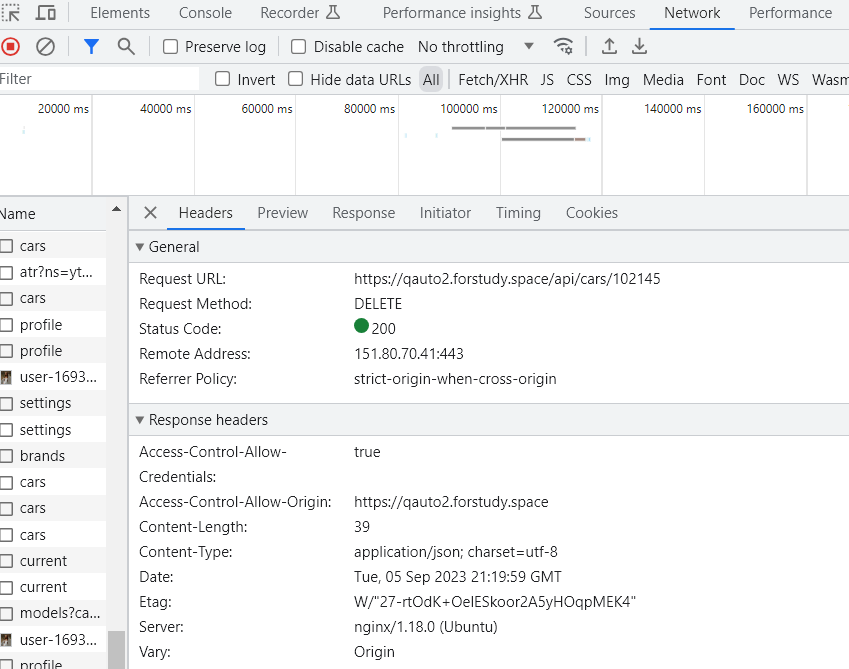 Elements Console Recorder Performance insights Sources Network Performance
Preserve log Disable cache No throttling
Filter Invert Hide data URLs All Fetch/XHR JS CSS Img Media Font Doc WS Wasm
20000 ms 40000 ms 60000 ms 80000 ms 100000 ms 120000 ms 140000 ms 160000 ms
Name Headers Preview Response Initiator Timing Cookies
cars
atr?ns=yt...
cars
profile
profile
user-1693...
settings
settings
brands
cars
cars
cars
current
current
models?ca...
user-1693...
profile
General
Request URL: https://qauto2.forstudy.space/api/cars/102145
Request Method: DELETE
Status Code: 200
Remote Address: 151.80.70.41:443
Referrer Policy: strict-origin-when-cross-origin
Response headers
Access-Control-Allow- true
Credentials:
Access-Control-Allow-Origin: https://qauto2.forstudy.space
Content-Length: 39
Content-Type: application/json; charset=utf-8
Date: Tue, 05 Sep 2023 21:19:59 GMT
Etag: W/"27-rtOdK+OelESkoor2A5yHOqpMEK4"
Server: nginx/1.18.0 (Ubuntu)
Vary: Origin